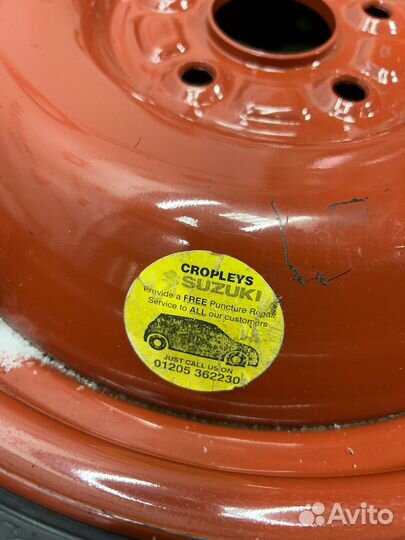 CROPLEYS
SUZUKI
Provide a FREE Puncture Repair
Service to ALL our customers
JUST CALL US ON
01205 362230
Avito